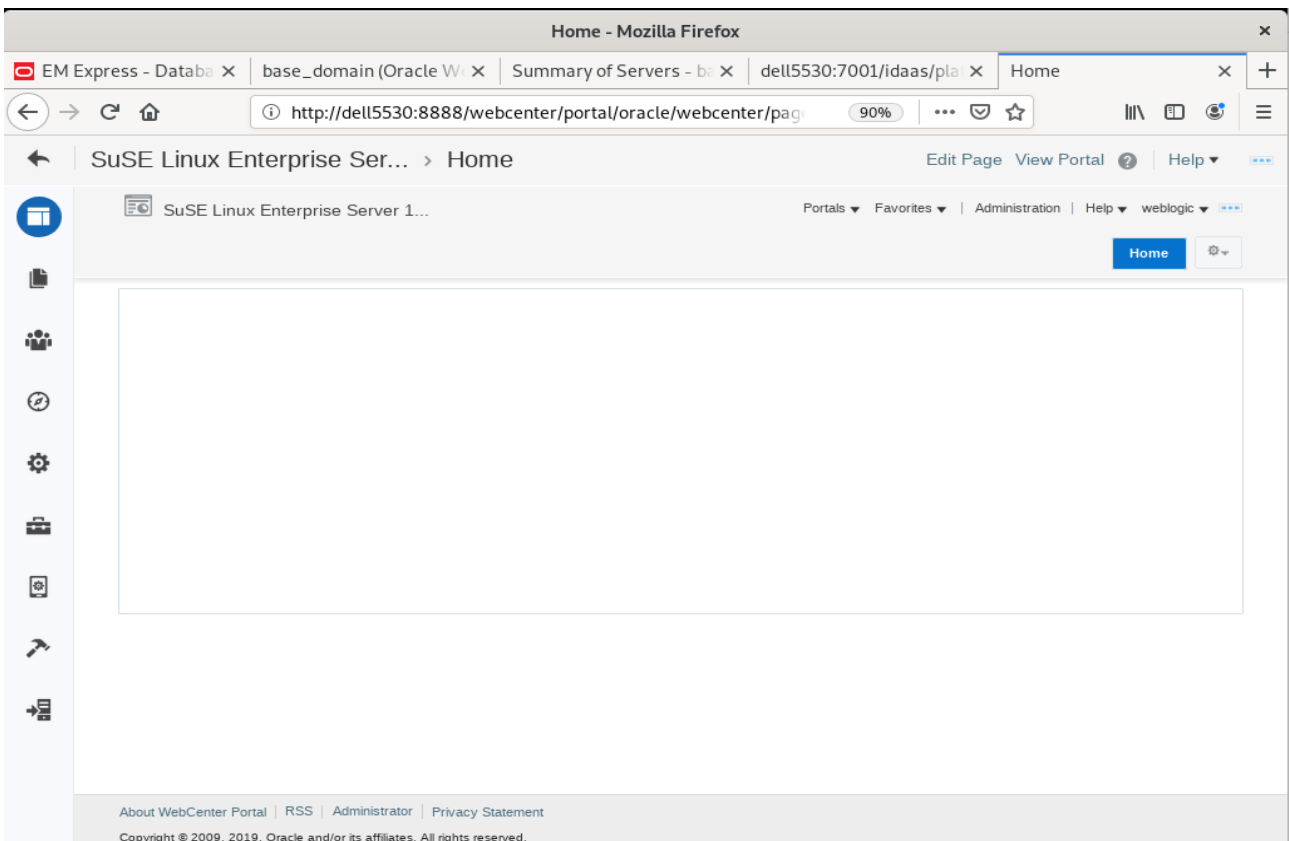 Home - Mozilla Firefox
EM Express - Databa
base_domain (Oracle We
Summary of Servers - ba
dell5530:7001/idaas/plat
Home
http://dell5530:8888/webcenter/portal/oracle/webcenter/page
90%
SuSE Linux Enterprise Ser... › Home
Edit Page View Portal Help
SuSE Linux Enterprise Server 1...
Portals Favorites | Administration | Help weblogic
Home
About WebCenter Portal | RSS | Administrator | Privacy Statement
Copyright © 2009, 2019, Oracle and/or its affiliates. All rights reserved.